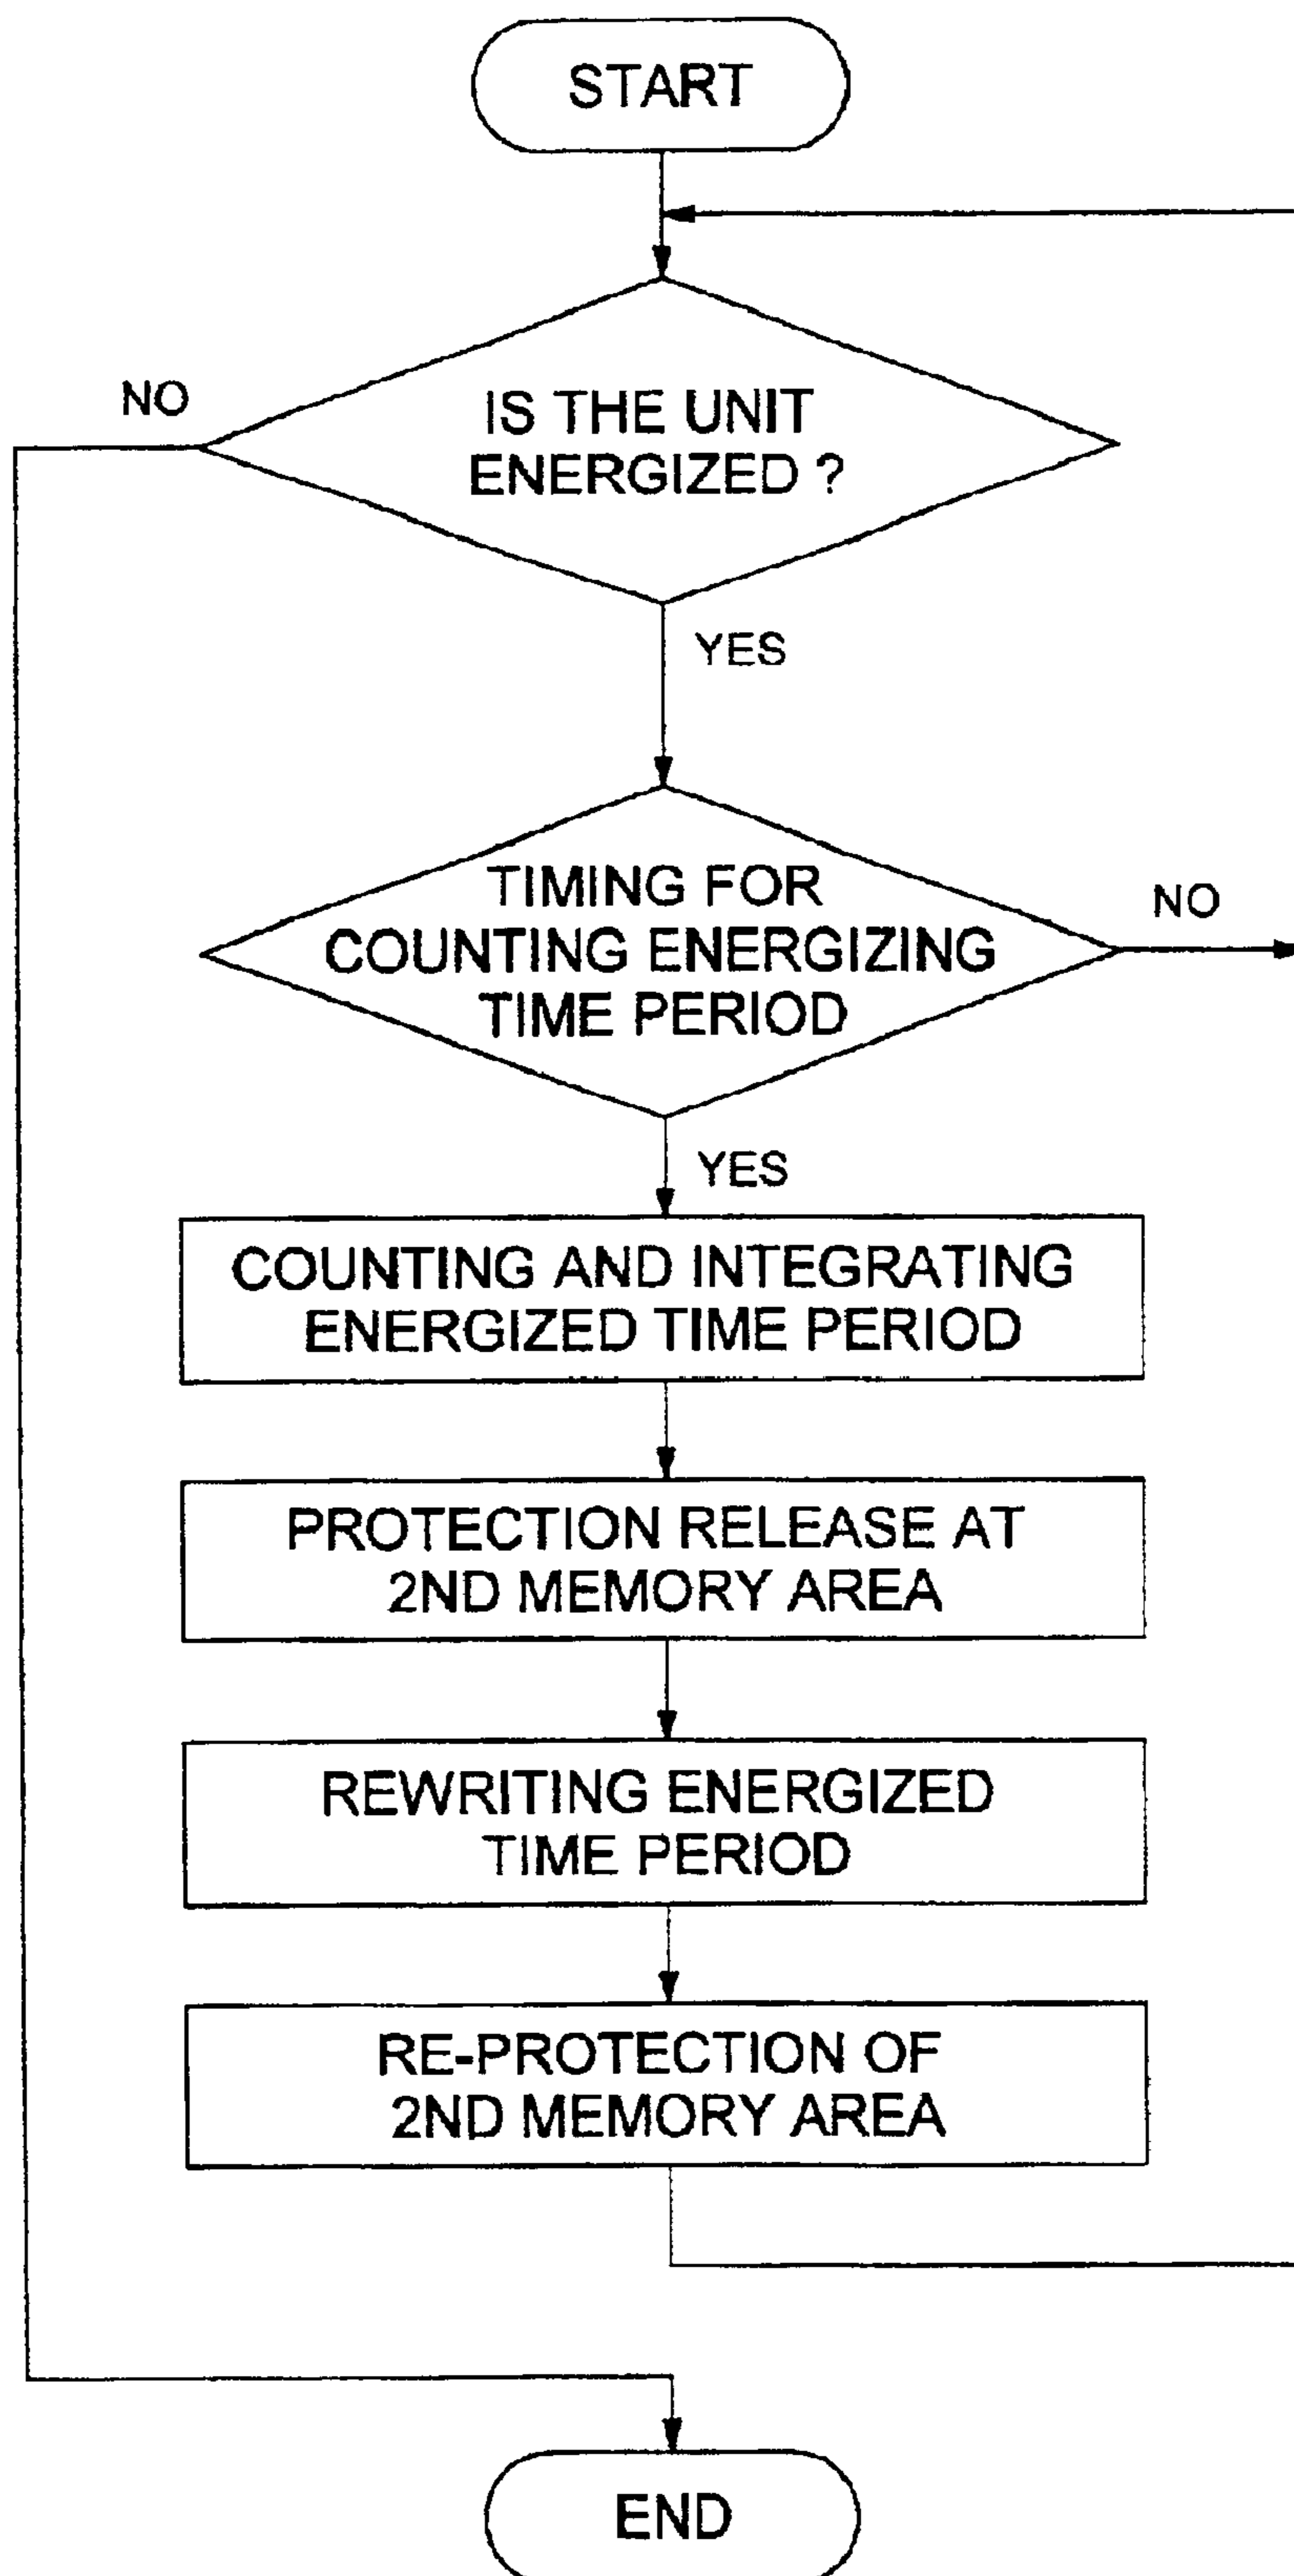 START
NO
IS THE UNIT
ENERGIZED ?
YES
TIMING FOR
COUNTING ENERGIZING
TIME PERIOD
NO
YES
COUNTING AND INTEGRATING
ENERGIZED TIME PERIOD
PROTECTION RELEASE AT
2ND MEMORY AREA
REWRITING ENERGIZED
TIME PERIOD
RE-PROTECTION OF
2ND MEMORY AREA
END